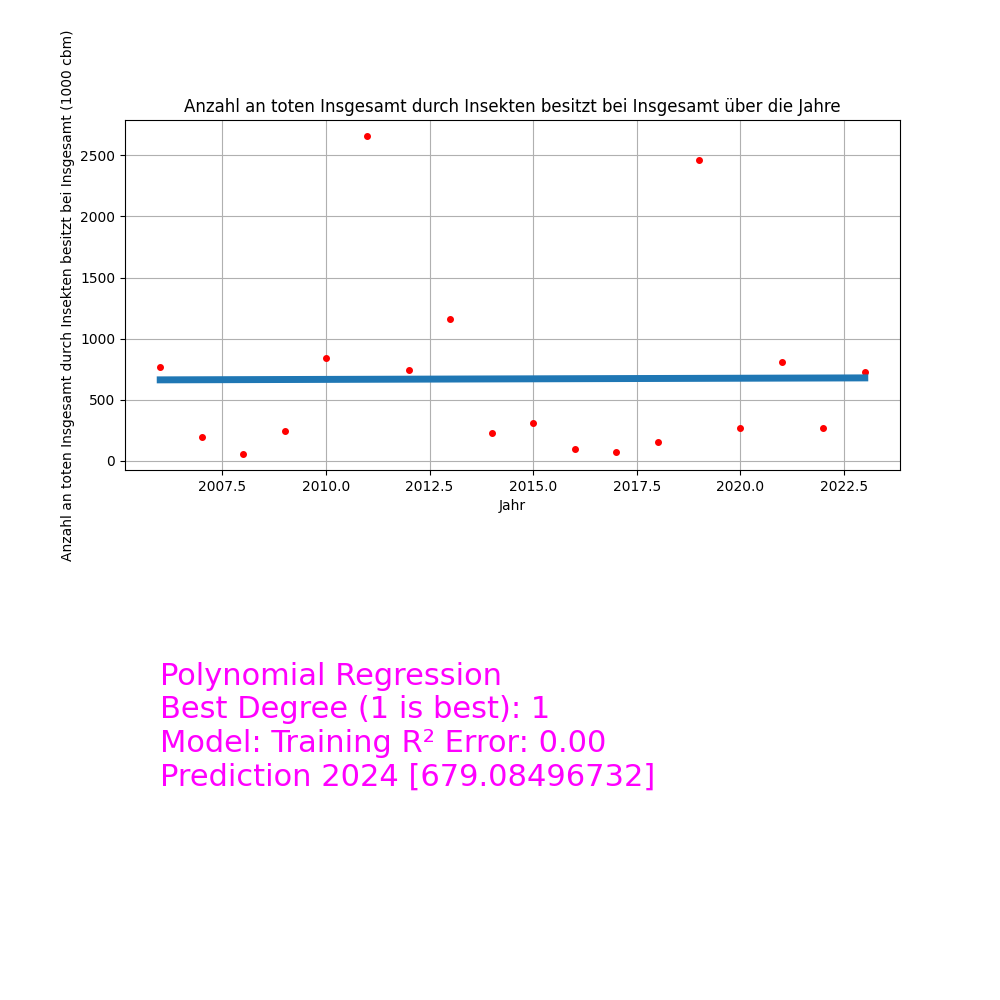 Anzahl an toten Insgesamt durch Insekten besitzt bei Insgesamt über die Jahre
Anzahl an toten Insgesamt durch Insekten besitzt bei Insgesamt (1000 cbm)
2500
2000
1500
1000
500
0
2007.5 2010.0 2012.5 2015.0 2017.5 2020.0 2022.5
Jahr
Polynomial Regression
Best Degree (1 is best): 1
Model: Training R² Error: 0.00
Prediction 2024 [679.08496732]